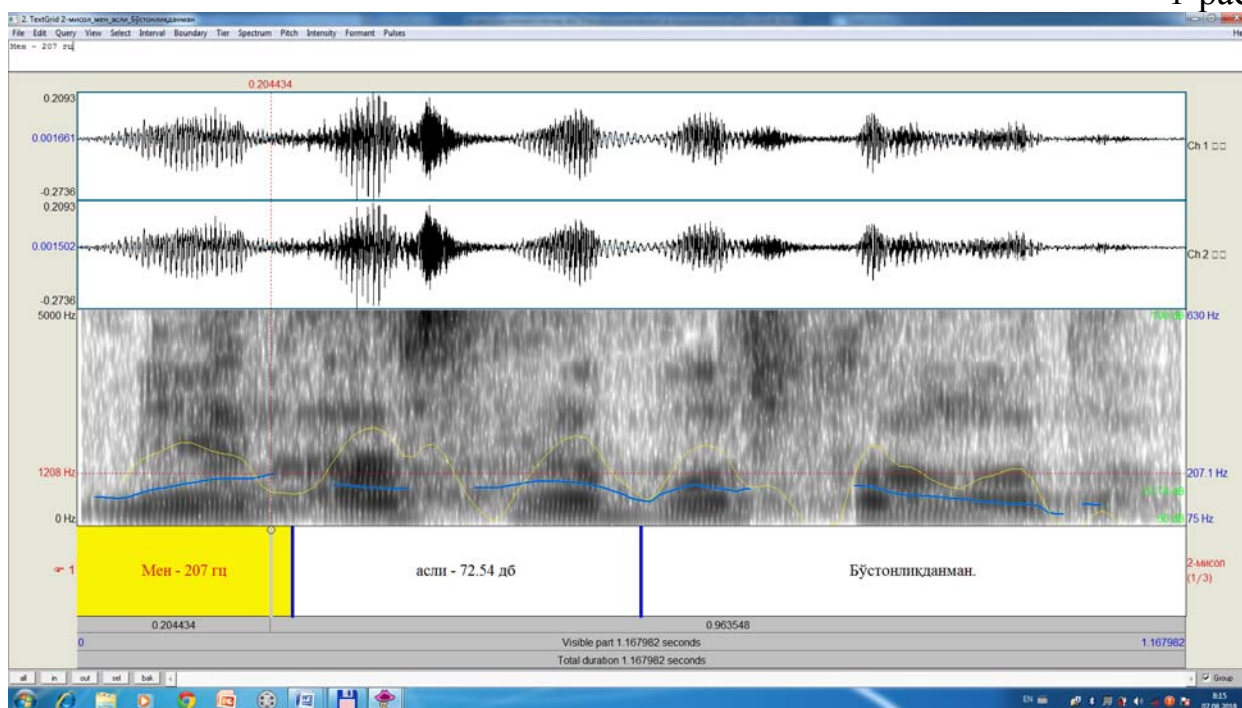 2. TextGrid 2-мисол_мен_асли_Бўстонликданман
File Edit Query View Select Interval Boundary Tier Spectrum Pitch Intensity Formant Pulses
Мен - 207 гц
0.204434
0.2093
0.001661
Ch 1
-0.2736
0.2093
0.001502
Ch 2
-0.2736
5000 Hz
630 Hz
1208 Hz
207.1 Hz
0 Hz
75 Hz
1 Мен - 207 гц асли - 72.54 дб Бўстонликданман. 2-мисол
(1/3)
0.204434 0.963548
0 Visible part 1.167982 seconds 1.167982
Total duration 1.167982 seconds
all in out sel bak Group
EN 8:15
07.08.2018